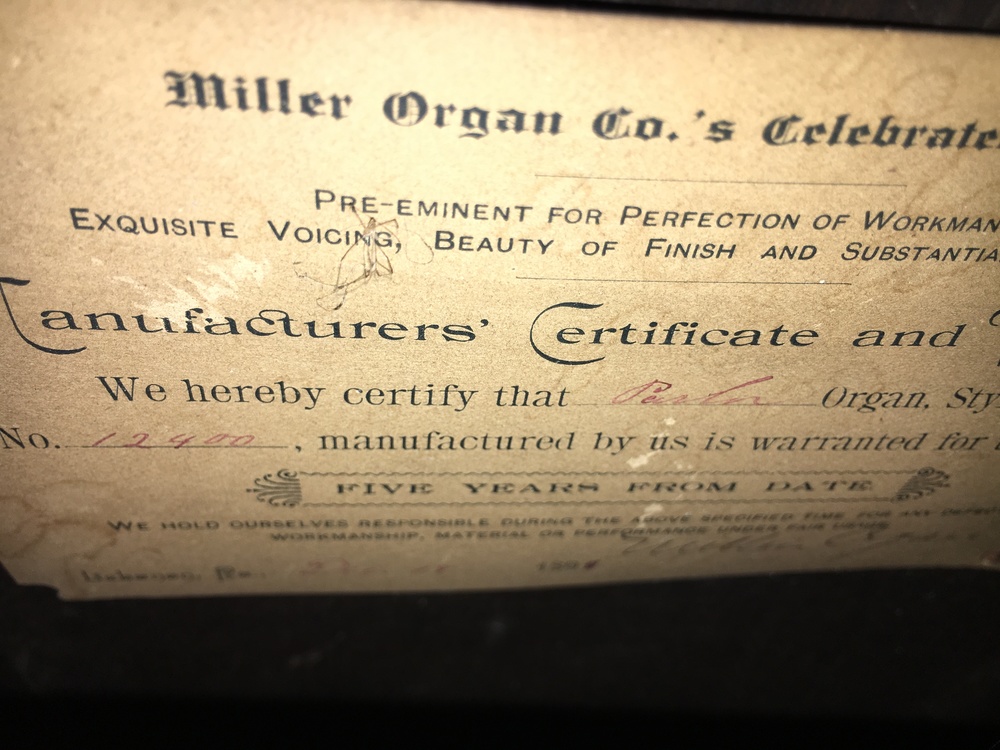 Miller Organ Co.'s Celebrate
PRE-EMINENT FOR PERFECTION OF WORKMAN
EXQUISITE VOICING, BEAUTY OF FINISH AND SUBSTANTIA
anufacturers' Certificate and
We hereby certify that Parlor Organ, Sty
No. 12400, manufactured by us is warranted for
FIVE YEARS FROM DATE
WE HOLD OURSELVES RESPONSIBLE DURING THE ABOVE SPECIFIED TIME FOR ANY DEFEC
WORKMANSHIP, MATERIAL OR PERFORMANCE UNDER FAIR USAGE
Lebanon, Pa.,